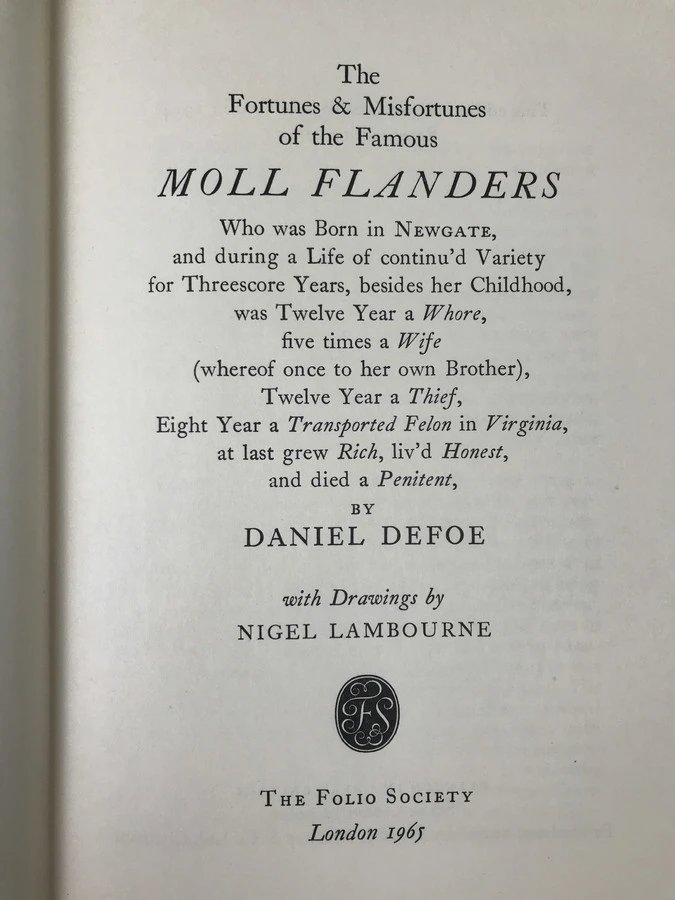 The
Fortunes & Misfortunes
of the Famous
MOLL FLANDERS
Who was Born in NEWGATE,
and during a Life of continu'd Variety
for Threescore Years, besides her Childhood,
was Twelve Year a Whore,
five times a Wife
(whereof once to her own Brother),
Twelve Year a Thief,
Eight Year a Transported Felon in Virginia,
at last grew Rich, liv'd Honest,
and died a Penitent,
BY
DANIEL DEFOE
with Drawings by
NIGEL LAMBOURNE
FS
THE FOLIO SOCIETY
London 1965